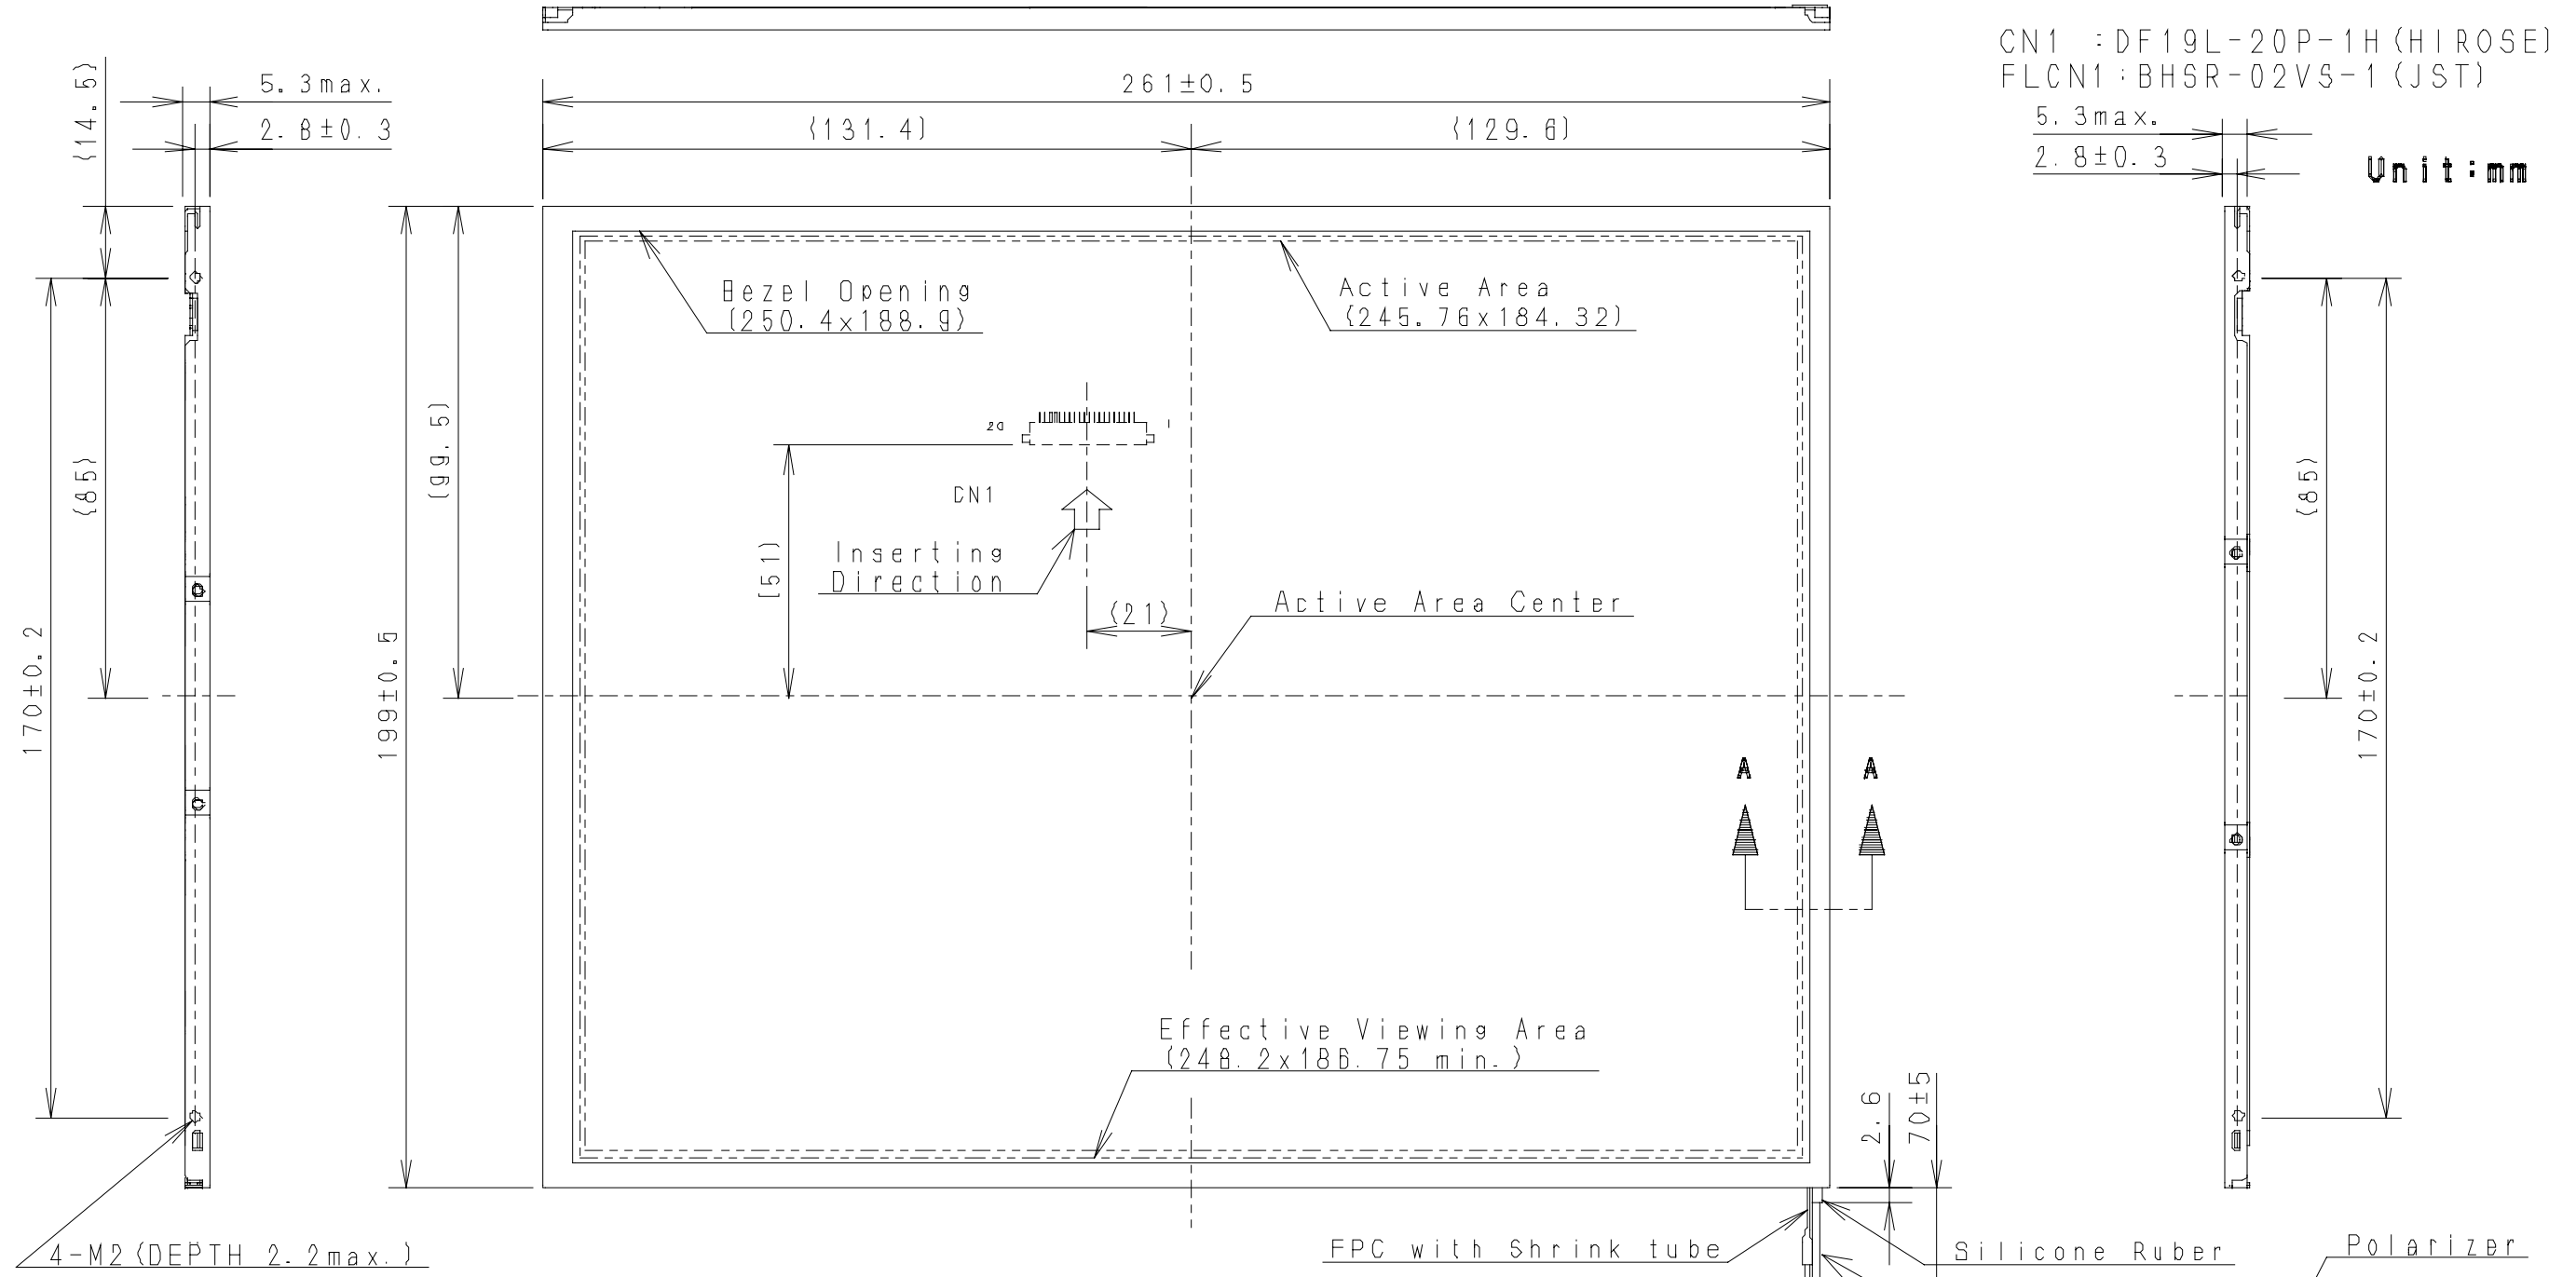 CN1 :DF19L-20P-1H(HIROSE)
FLCN1:BHSR-02VS-1(JST)
Unit:mm
(14.5)
5.3max.
2.8±0.3
261±0.5
(131.4)
(129.6)
5.3max.
2.8±0.3
Bezel Opening
(250.4x188.9)
Active Area
(245.76x184.32)
(85)
170±0.2
199±0.5
(99.5)
20
1
CN1
(51)
Inserting
Direction
(21)
Active Area Center
(85)
170±0.2
A
A
Effective Viewing Area
(248.2x186.75 min.)
2.6
70±5
4-M2(DEPTH 2.2max.)
FPC with Shrink tube
Silicone Ruber
Polarizer